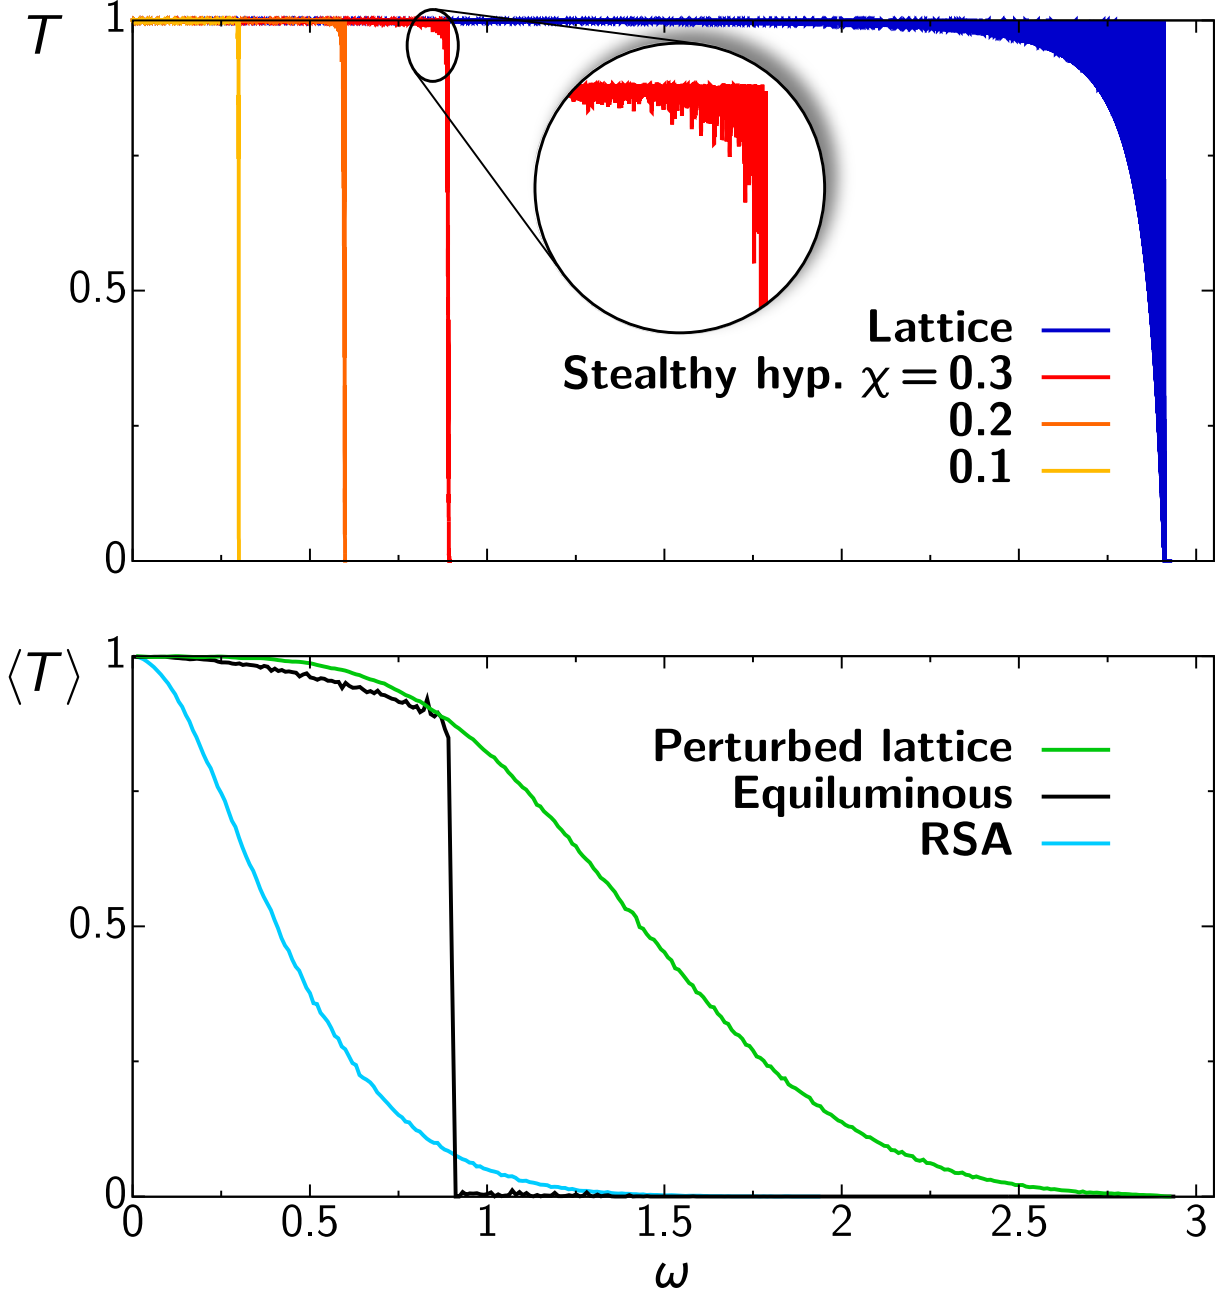 T
1
0.5
0
Lattice
Stealthy hyp. χ = 0.3
0.2
0.1
⟨T⟩
1
0.5
0
Perturbed lattice
Equiluminous
RSA
0 0.5 1 1.5 2 2.5 3
ω